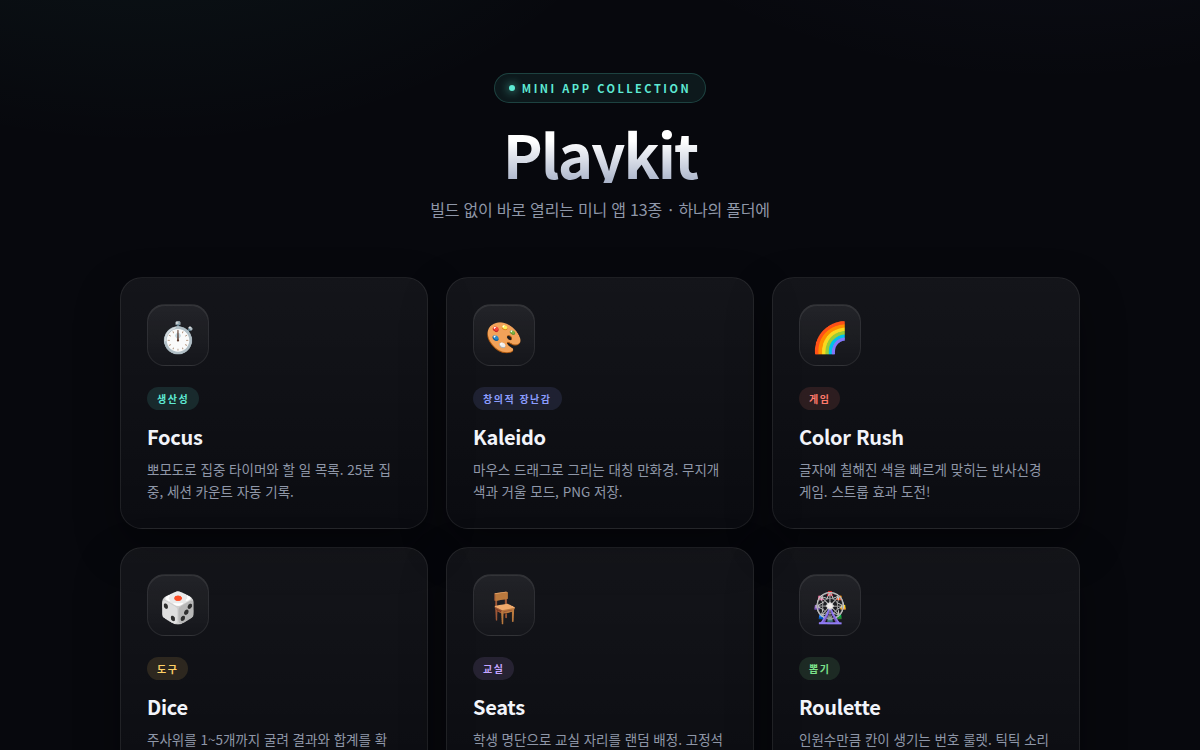 MINI APP COLLECTION
Playkit
빌드 없이 바로 열리는 미니 앱 13종 · 하나의 폴더에
생산성
Focus
뽀모도로 집중 타이머와 할 일 목록. 25분 집
중, 세션 카운트 자동 기록.
창의적 장난감
Kaleido
마우스 드래그로 그리는 대칭 만화경. 무지개
색과 거울 모드, PNG 저장.
게임
Color Rush
글자에 칠해진 색을 빠르게 맞히는 반사신경
게임. 스트룹 효과 도전!
도구
Dice
주사위를 1~5개까지 굴려 결과와 합계를 확
교실
Seats
학생 명단으로 교실 자리를 랜덤 배정. 고정석
뽑기
Roulette
인원수만큼 칸이 생기는 번호 룰렛. 틱틱 소리